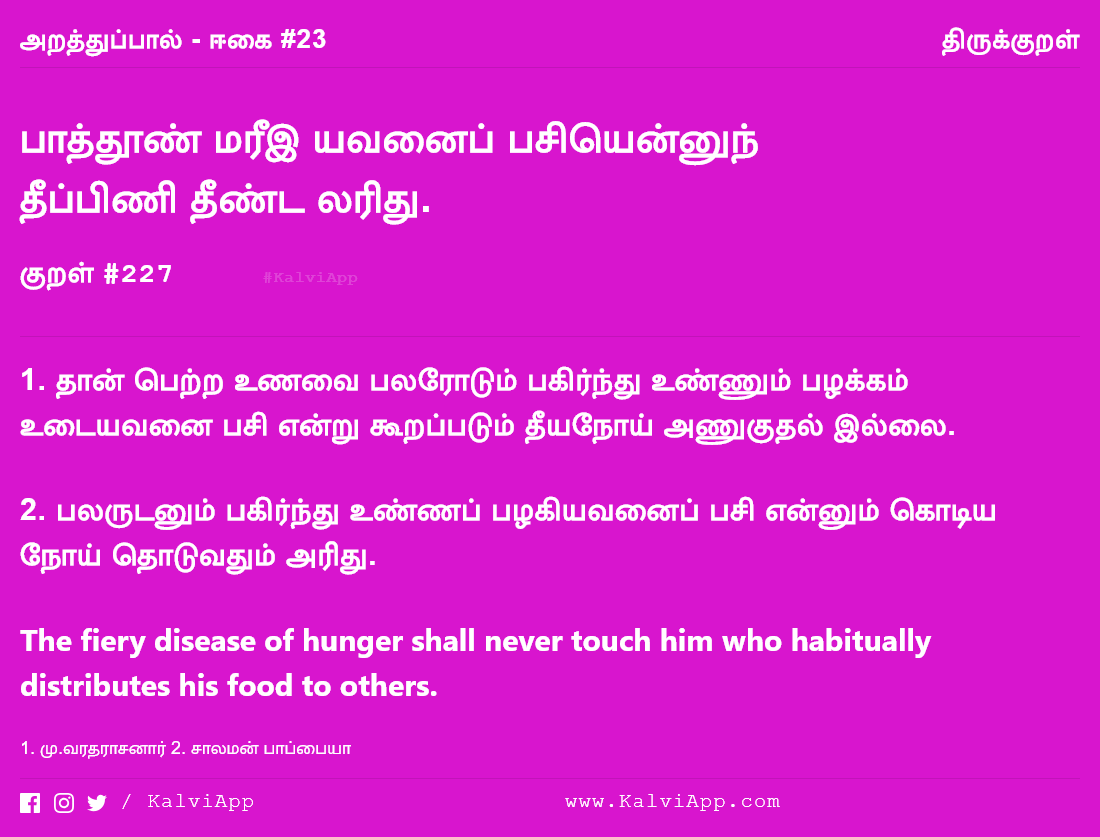 அறத்துப்பால் - ஈகை #23
திருக்குறள்
பாத்தூண் மரீஇ யவனைப் பசியென்னுந்
தீப்பிணி தீண்ட லரிது.
குறள் #227
#KalviApp
1. தான் பெற்ற உணவை பலரோடும் பகிர்ந்து உண்ணும் பழக்கம்
உடையவனை பசி என்று கூறப்படும் தீயநோய் அணுகுதல் இல்லை.
2. பலருடனும் பகிர்ந்து உண்ணப் பழகியவனைப் பசி என்னும் கொடிய
நோய் தொடுவதும் அரிது.
The fiery disease of hunger shall never touch him who habitually
distributes his food to others.
1. மு.வரதராசனார் 2. சாலமன் பாப்பையா
/ KalviApp
www.KalviApp.com